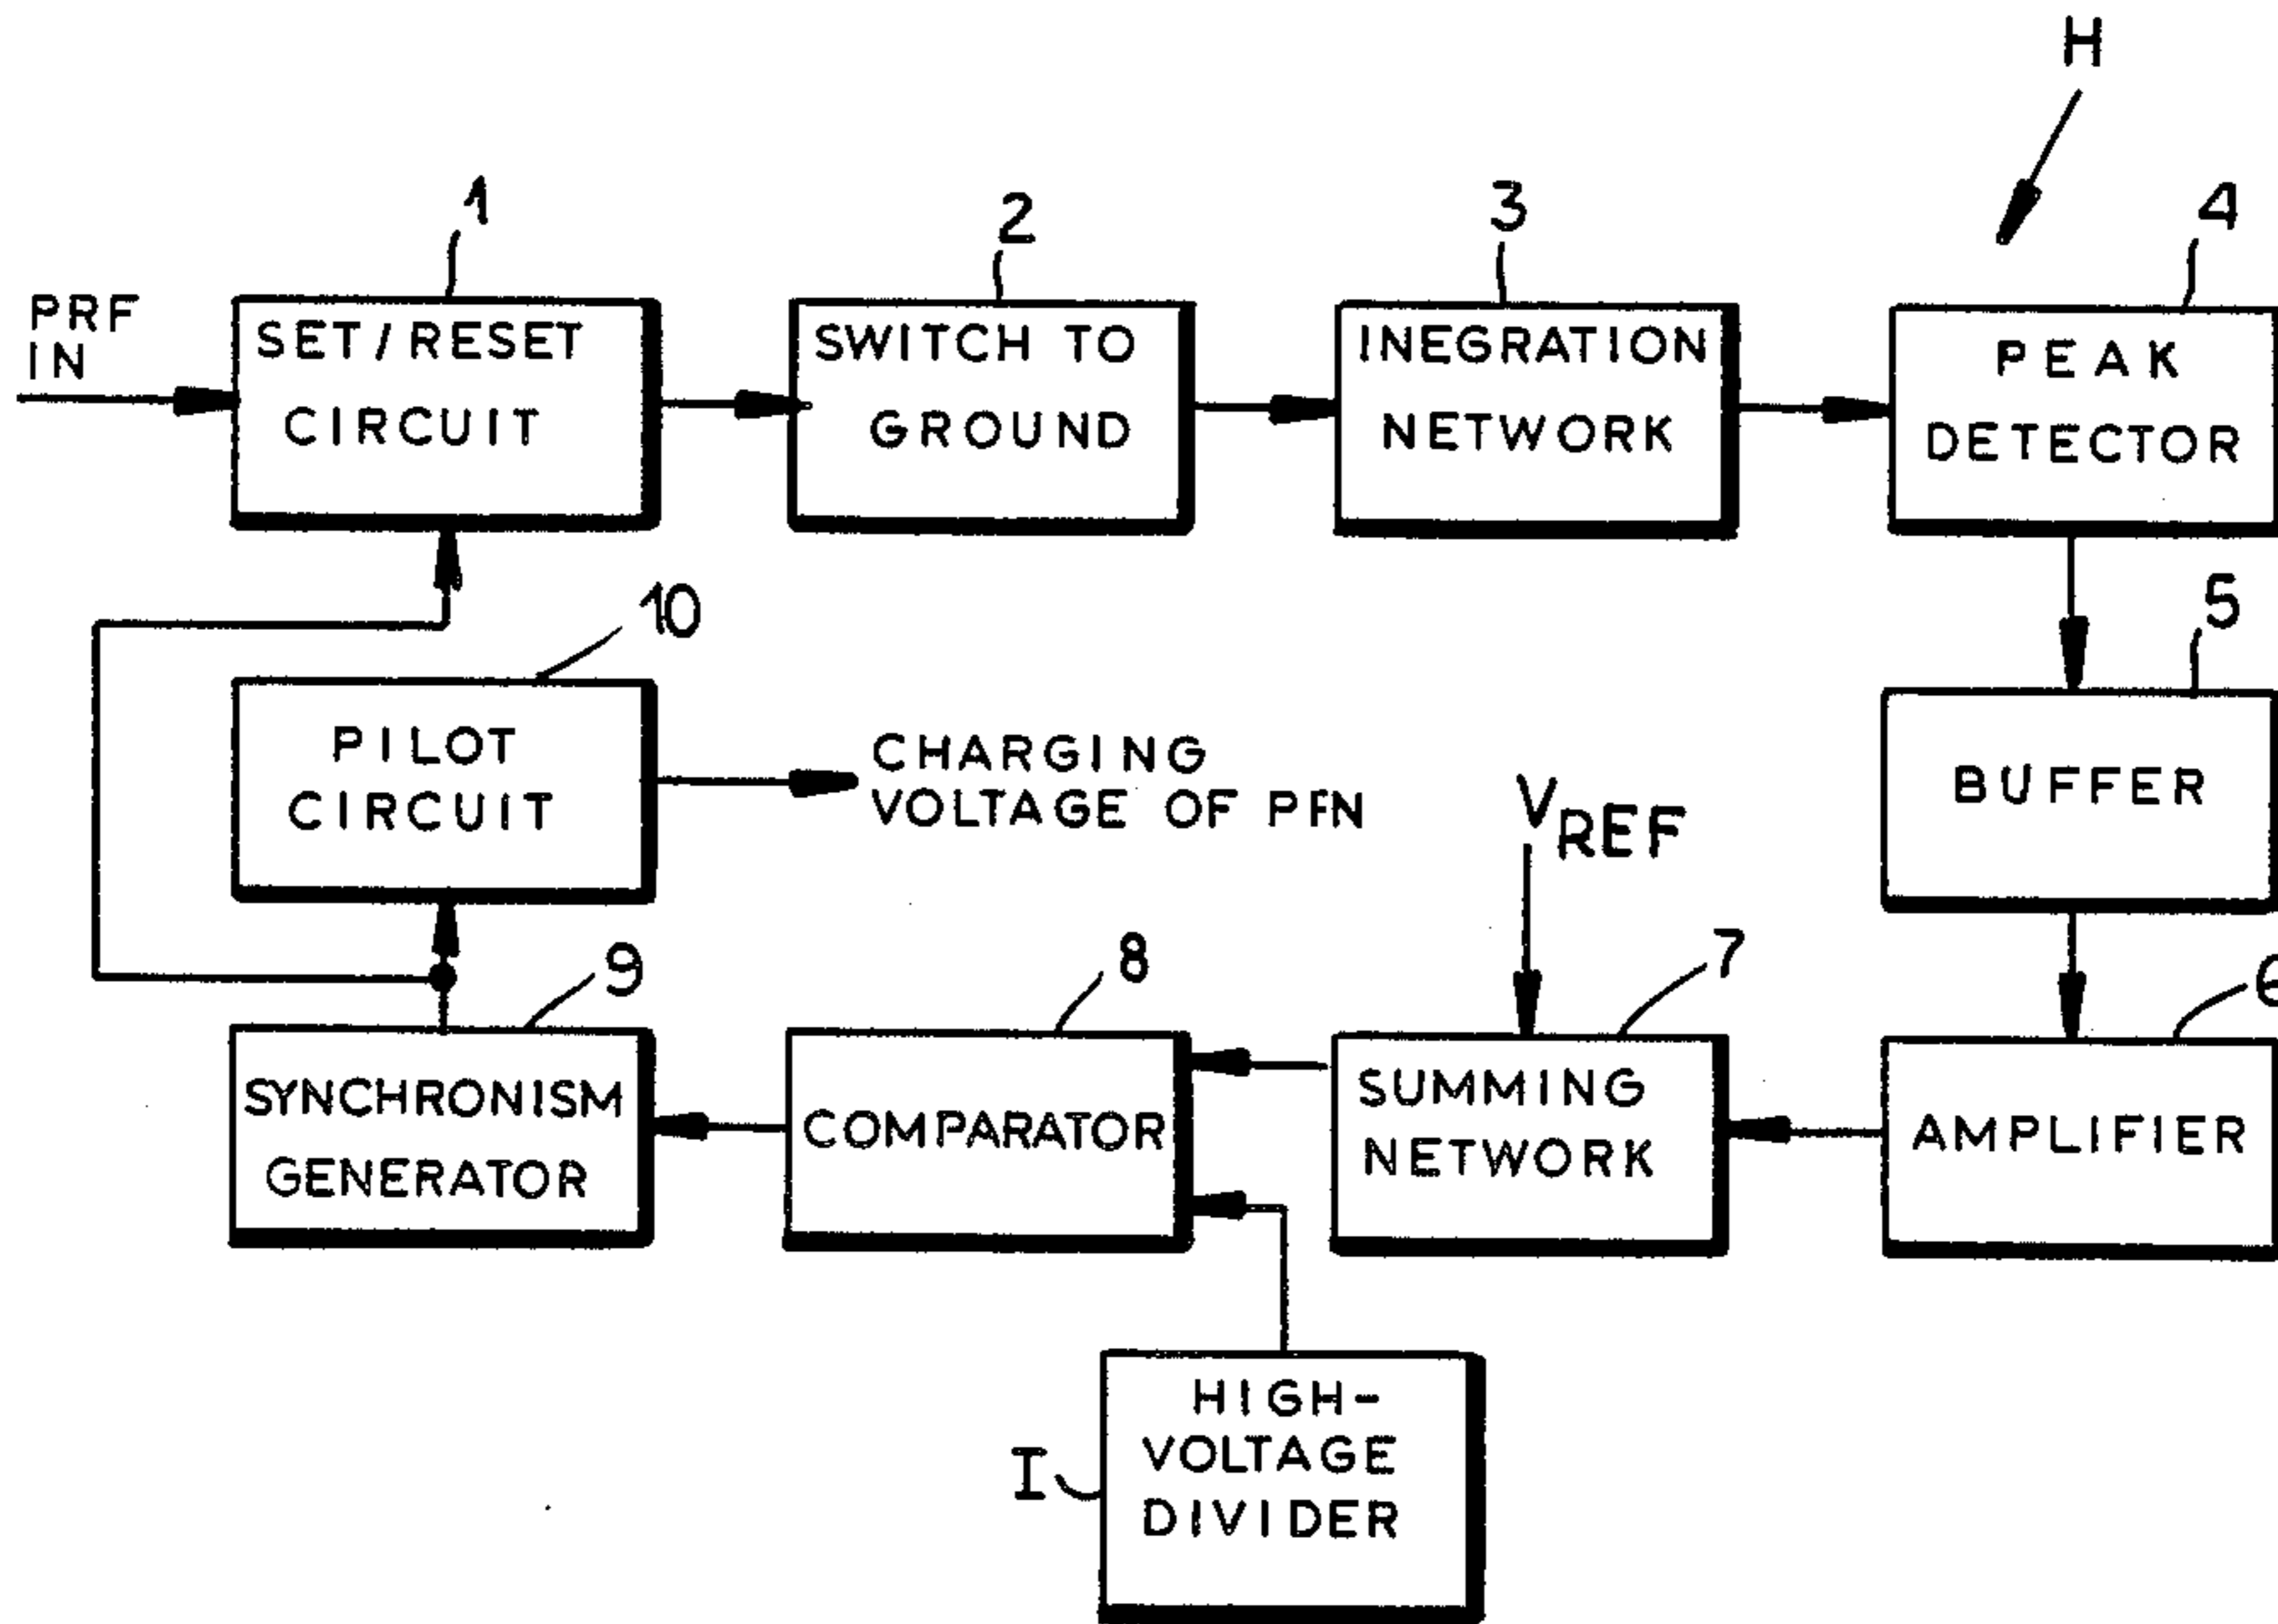 H
1
2
3
4
PRF
IN
SET/RESET
CIRCUIT
SWITCH TO
GROUND
INEGRATION
NETWORK
PEAK
DETECTOR
10
5
PILOT
CIRCUIT
CHARGING
VOLTAGE OF PFN
VREF
BUFFER
9
8
7
6
SYNCHRONISM
GENERATOR
COMPARATOR
SUMMING
NETWORK
AMPLIFIER
I
HIGH-
VOLTAGE
DIVIDER